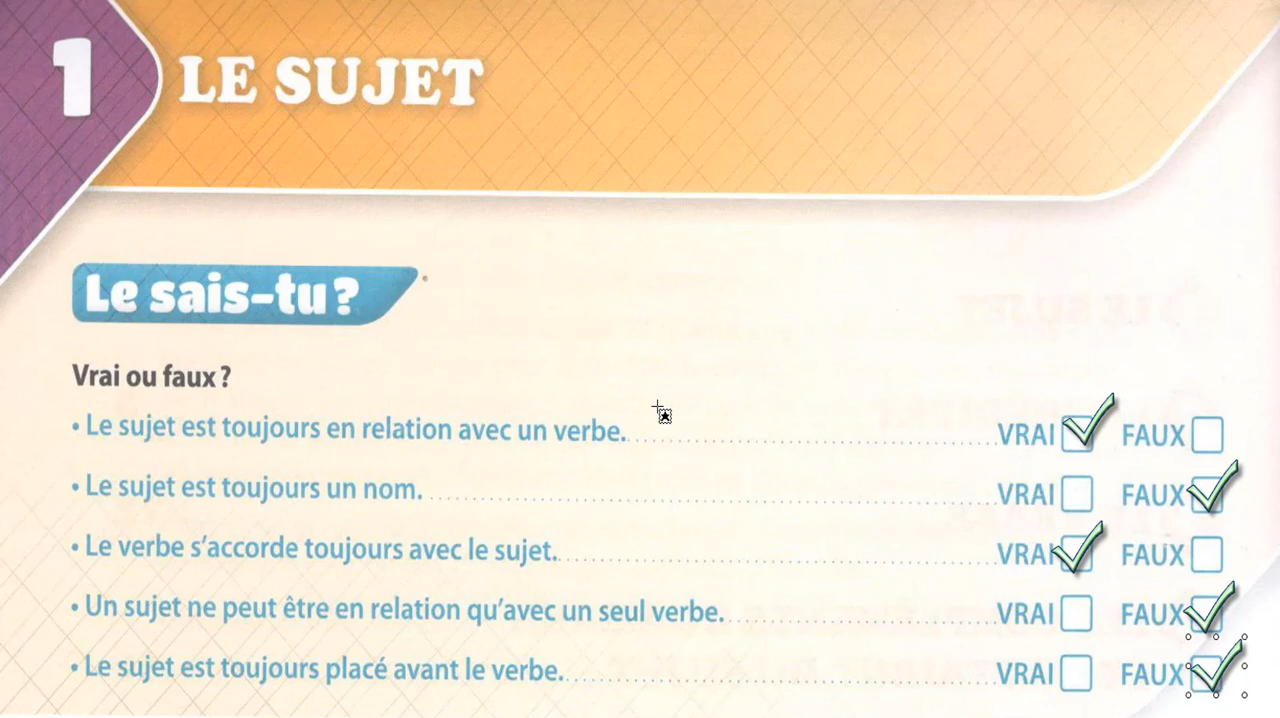 1 LE SUJET
Le sais-tu ?
Vrai ou faux ?
• Le sujet est toujours en relation avec un verbe. VRAI FAUX
• Le sujet est toujours un nom. VRAI FAUX
• Le verbe s’accorde toujours avec le sujet. VRAI FAUX
• Un sujet ne peut être en relation qu’avec un seul verbe. VRAI FAUX
• Le sujet est toujours placé avant le verbe. VRAI FAUX